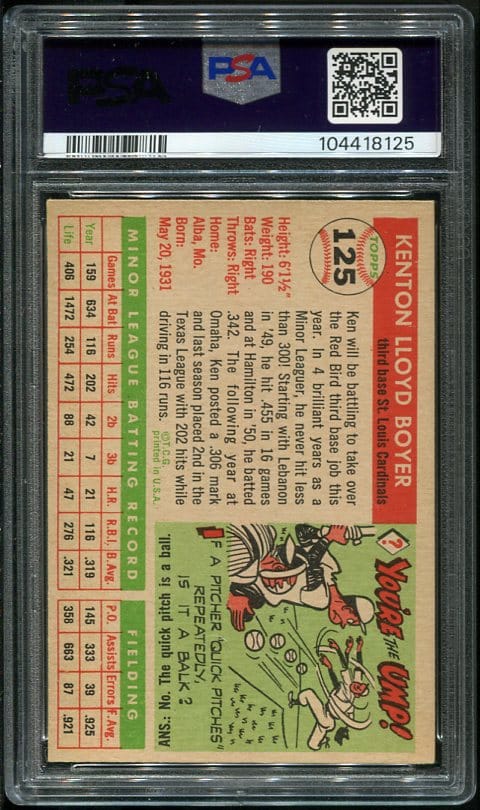 PSA
PSA
104418125
TOPPS
125
KENTON LLOYD BOYER
third base St. Louis Cardinals
Height: 6'1½"
Weight: 190
Bats: Right
Throws: Right
Home:
Alba, Mo.
Born:
May 20, 1931
Ken will be battling to take over
the Red Bird third base job this
year. In 4 brilliant years as a
Minor Leaguer, he never hit less
than 300! Starting with Lebanon
in '49, he hit .455 in 16 games
and at Hamilton in '50, he batted
.342. The following year at
Omaha, Ken posted a .306 mark
and last season placed 2nd in the
Texas League with 202 hits while
driving in 116 runs.
©T.C.G.
printed in U.S.A.
?
YOU'RE THE UMP!
IF A PITCHER "QUICK PITCHES"
REPEATEDLY,
IS IT A BALK?
ANS: No. The quick pitch is a ball.
MINOR LEAGUE BATTING RECORD
FIELDING
Year Games At Bat Runs Hits 2b 3b H.R. R.B.I. B.Avg. P.O. Assists Errors F.Avg.
159 634 116 202 42 7 21 116 .319 145 333 39 .925
Life 406 1472 254 472 88 21 47 276 .321 358 663 87 .921